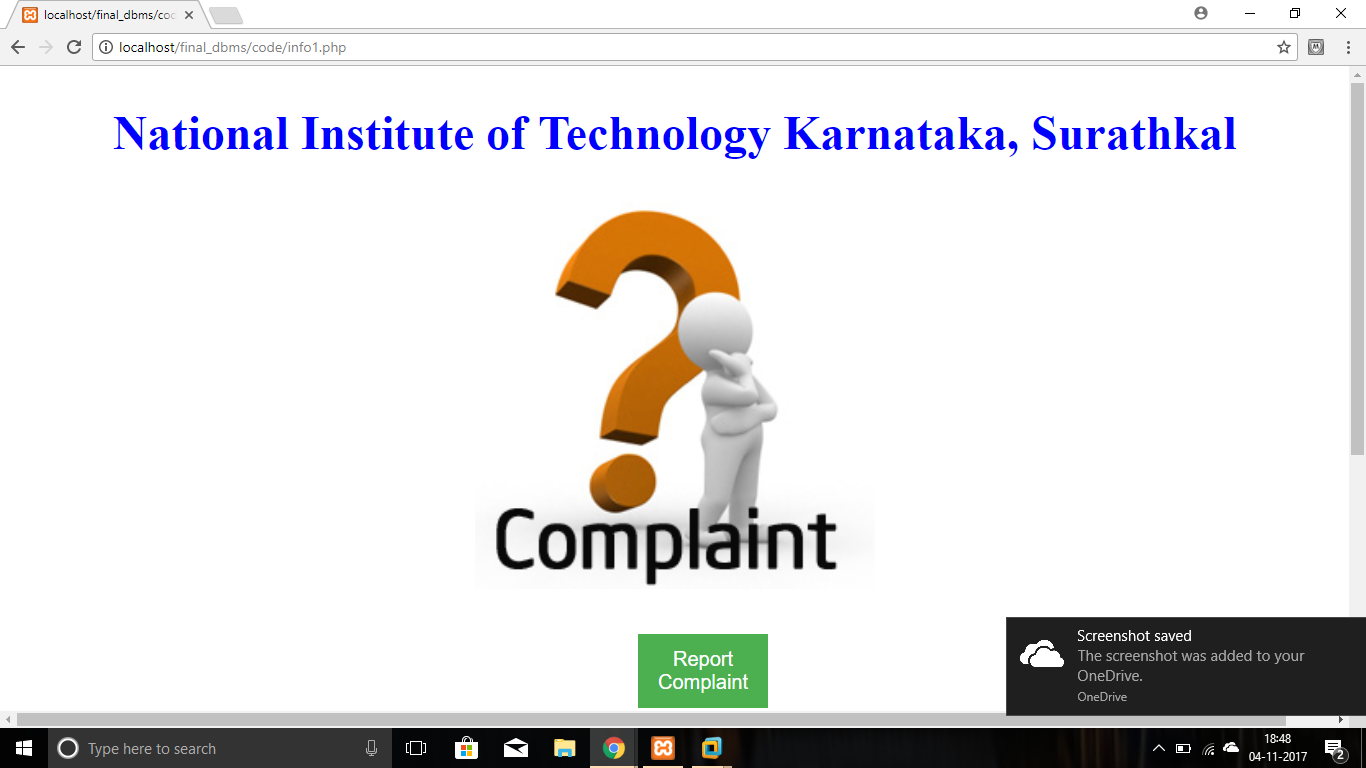 localhost/final_dbms/cod
localhost/final_dbms/code/info1.php
National Institute of Technology Karnataka, Surathkal
Complaint
Report
Complaint
Screenshot saved
The screenshot was added to your
OneDrive.
OneDrive
Type here to search
18:48
04-11-2017
2